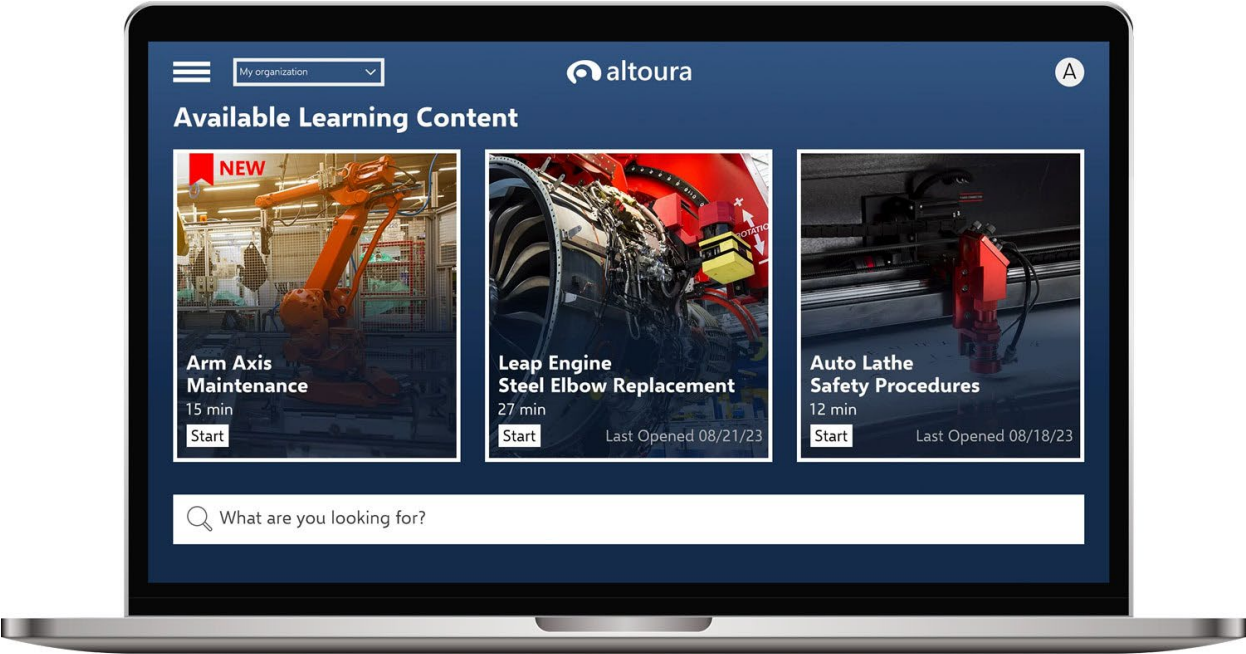 My organization
altoura
A
Available Learning Content
NEW
Arm Axis
Maintenance
15 min
Start
+
ROTATIO
Leap Engine
Steel Elbow Replacement
27 min
Start
Last Opened 08/21/23
Auto Lathe
Safety Procedures
12 min
Start
Last Opened 08/18/23
What are you looking for?